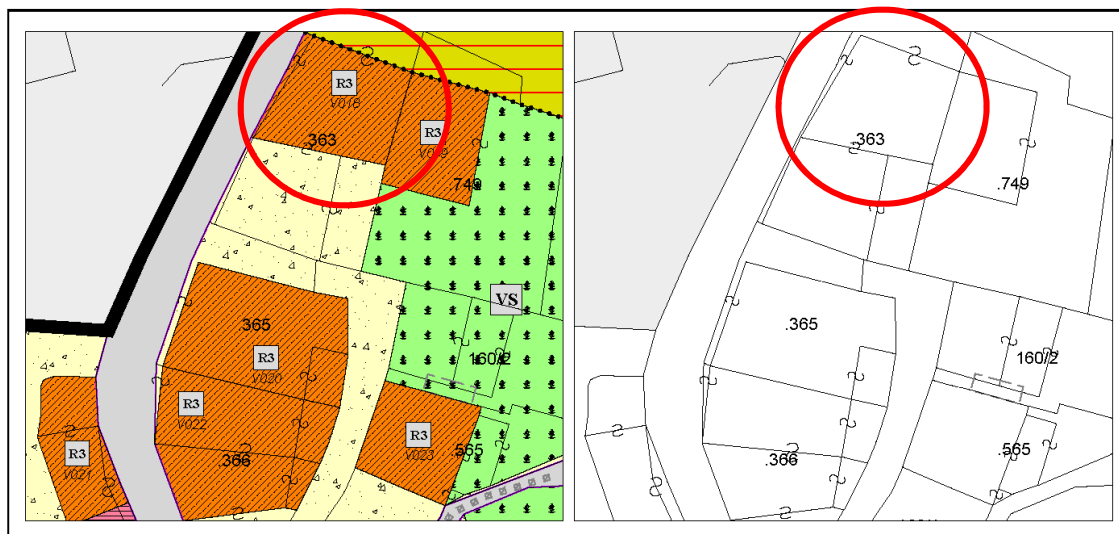 R3
V018
R3
V019
.363
.749
VS
.365
R3
V020
160/2
R3
V022
R3
V023
R3
V021
.366
.565
.363
.749
.365
160/2
.366
.565